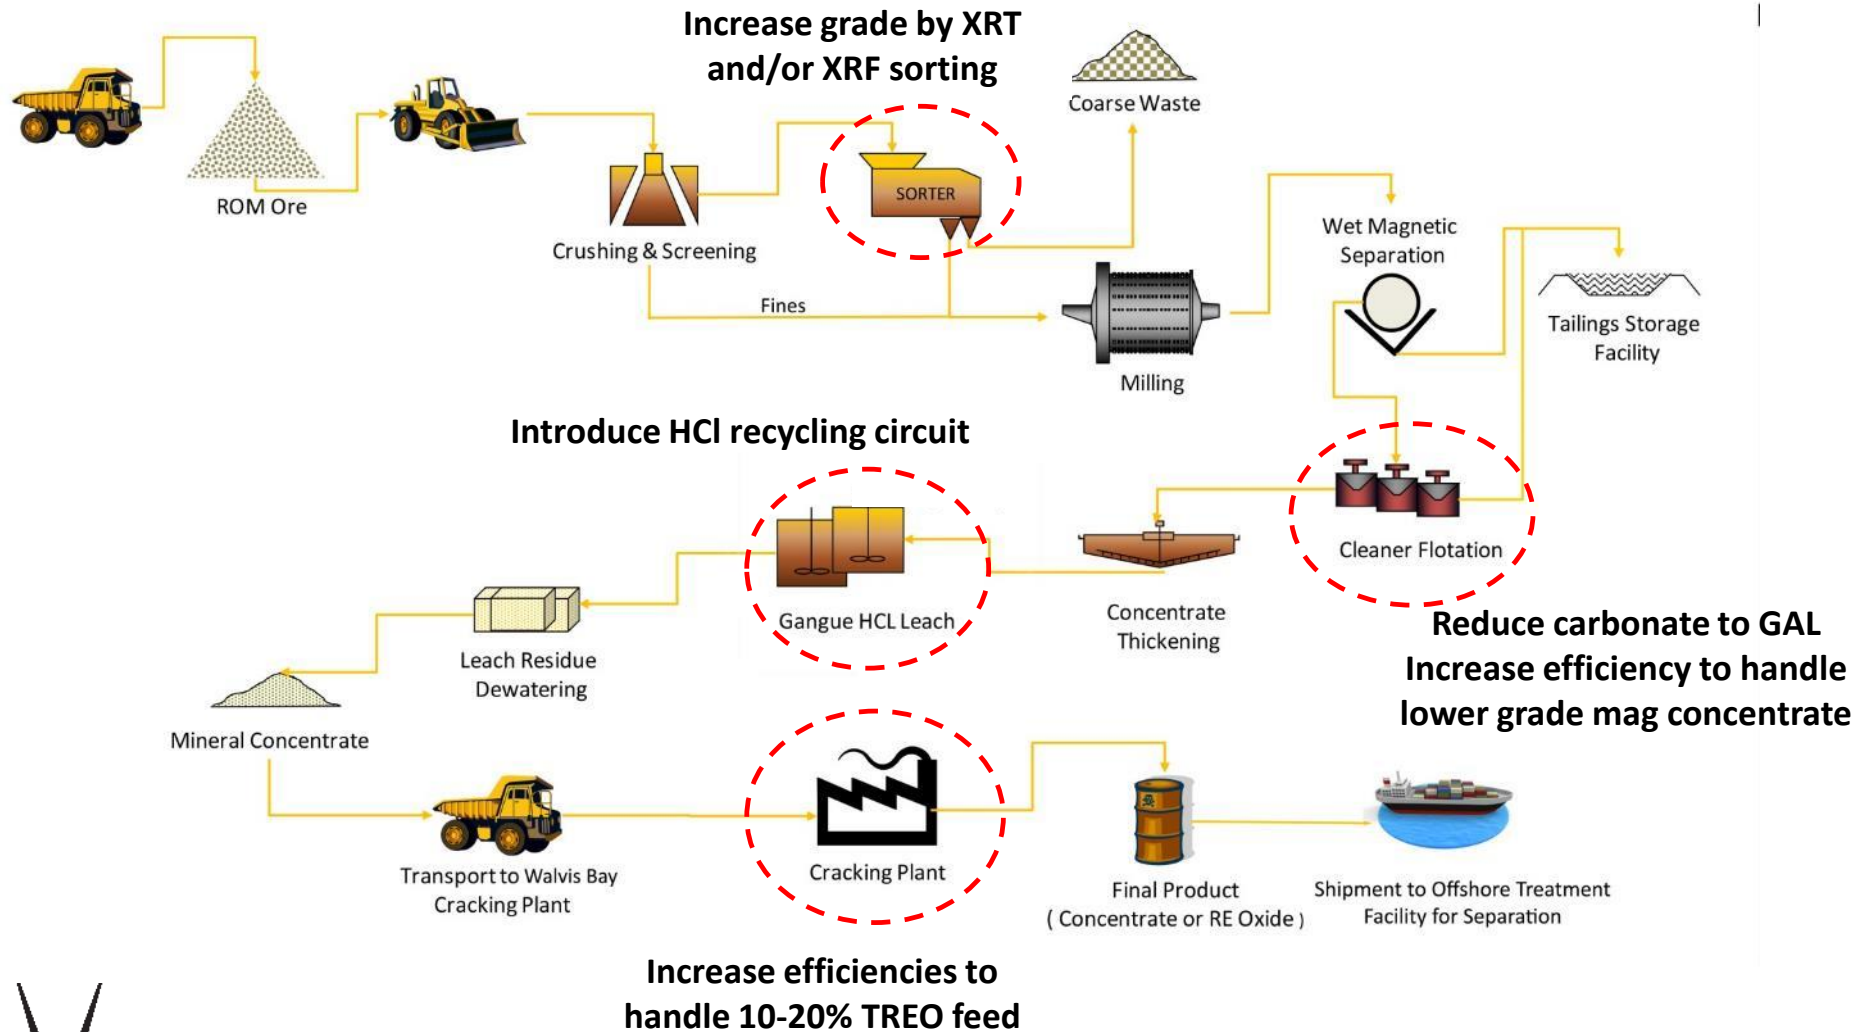 Increase grade by XRT
and/or XRF sorting
Coarse Waste
ROM Ore
SORTER
Crushing & Screening
Wet Magnetic
Separation
Fines
Tailings Storage
Facility
Milling
Introduce HCl recycling circuit
Cleaner Flotation
Gangue HCL Leach
Concentrate
Thickening
Reduce carbonate to GAL
Increase efficiency to handle
lower grade mag concentrate
Leach Residue
Dewatering
Mineral Concentrate
Transport to Walvis Bay
Cracking Plant
Cracking Plant
Final Product
( Concentrate or RE Oxide )
Shipment to Offshore Treatment
Facility for Separation
Increase efficiencies to
handle 10-20% TREO feed